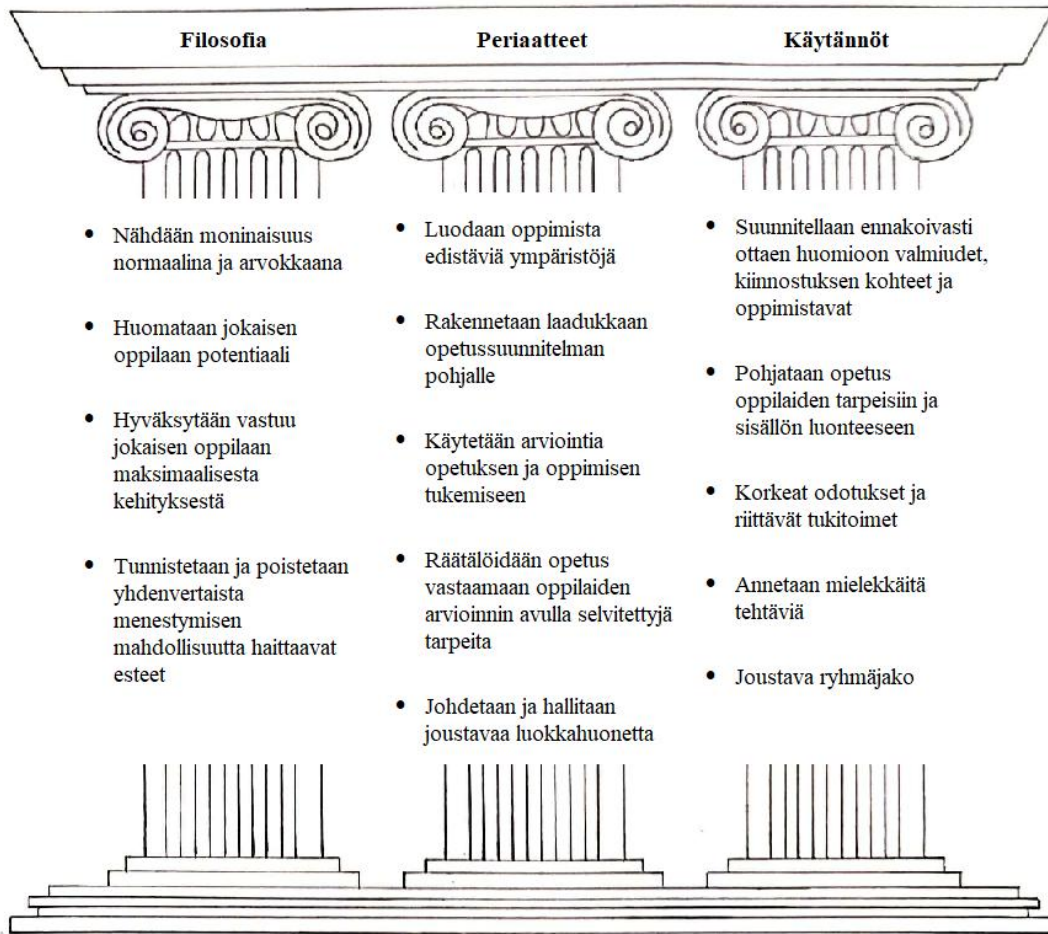 Filosofia
Periaatteet
Käytännöt
• Nähdään moninaisuus
normaalina ja arvokkaana
• Huomataan jokaisen
oppilaan potentiaali
• Hyväksytään vastuu
jokaisen oppilaan
maksimaalisesta
kehityksestä
• Tunnistetaan ja poistetaan
yhdenvertaista
menestymisen
mahdollisuutta haittaavat
esteet
• Luodaan oppimista
edistäviä ympäristöjä
• Rakennetaan laadukkaan
opetussuunnitelman
pohjalle
• Käytetään arviointia
opetuksen ja oppimisen
tukemiseen
• Räätälöidään opetus
vastaamaan oppilaiden
arvioinnin avulla selvitettyjä
tarpeita
• Johdetaan ja hallitaan
joustavaa luokkahuonetta
• Suunnitellaan ennakoivasti
ottaen huomioon valmiudet,
kiinnostuksen kohteet ja
oppimistavat
• Pohjataan opetus
oppilaiden tarpeisiin ja
sisällön luonteeseen
• Korkeat odotukset ja
riittävät tukitoimet
• Annetaan mielekkäitä
tehtäviä
• Joustava ryhmäjako